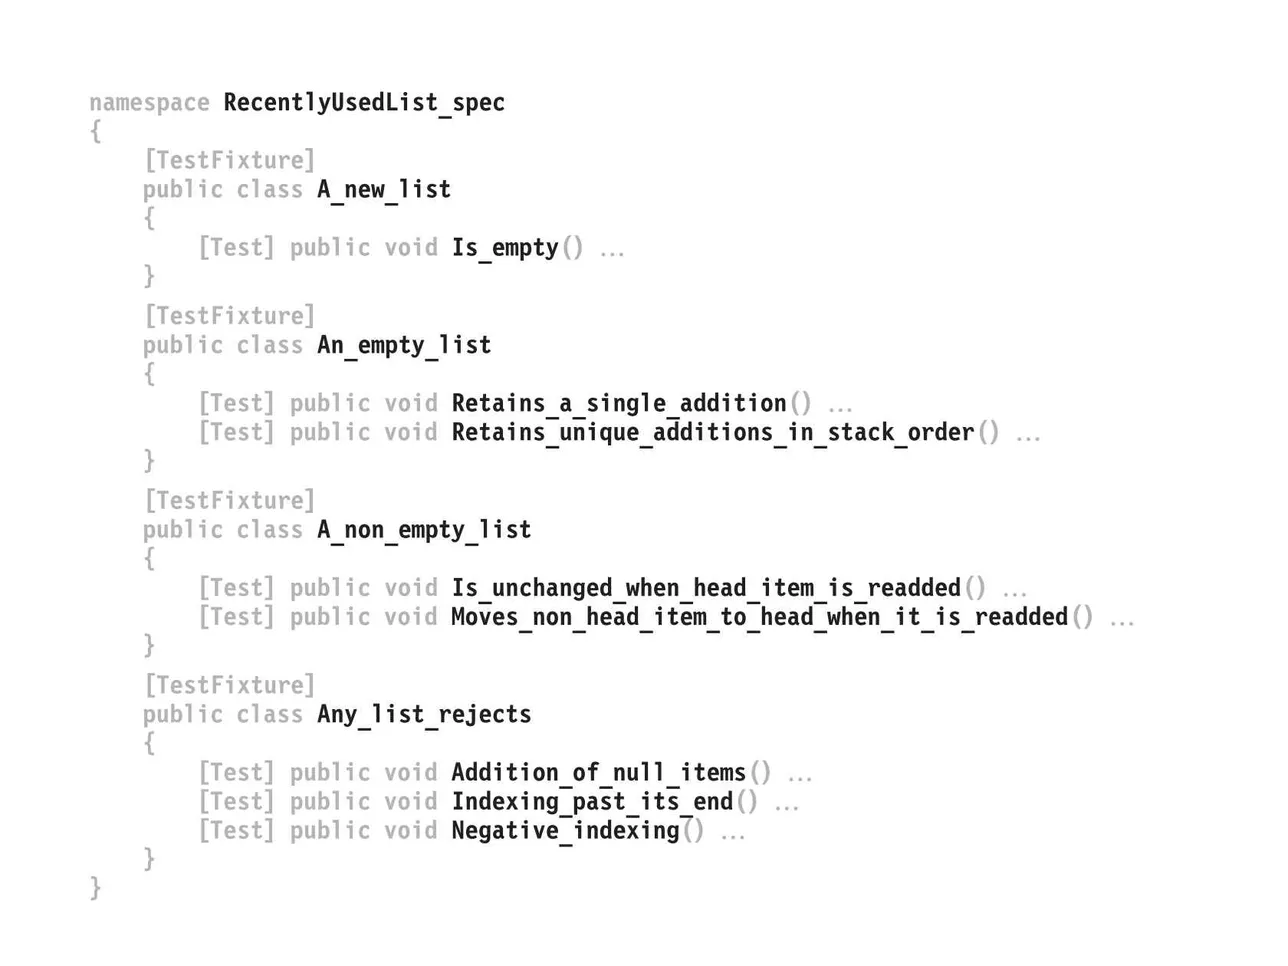 namespace RecentlyUsedList_spec
{
    [TestFixture]
    public class A_new_list
    {
        [Test] public void Is_empty() ...
    }
    [TestFixture]
    public class An_empty_list
    {
        [Test] public void Retains_a_single_addition() ...
        [Test] public void Retains_unique_additions_in_stack_order() ...
    }
    [TestFixture]
    public class A_non_empty_list
    {
        [Test] public void Is_unchanged_when_head_item_is_readded() ...
        [Test] public void Moves_non_head_item_to_head_when_it_is_readded() ...
    }
    [TestFixture]
    public class Any_list_rejects
    {
        [Test] public void Addition_of_null_items() ...
        [Test] public void Indexing_past_its_end() ...
        [Test] public void Negative_indexing() ...
    }
}